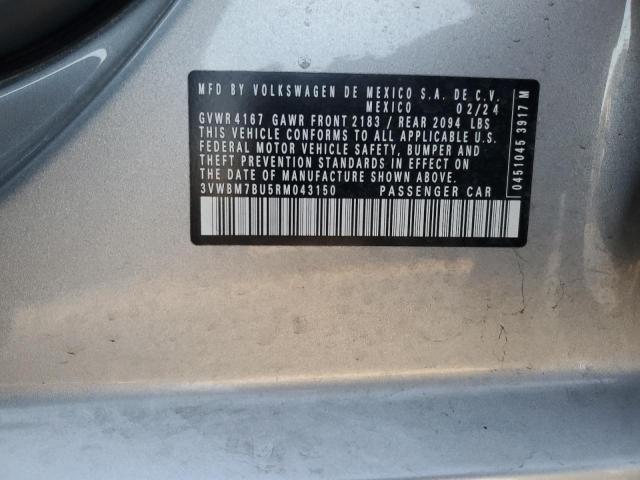 MFD BY VOLKSWAGEN DE MEXICO S.A. DE C.V.
MEXICO 02/24
GVWR4167 GAWR FRONT 2183 / REAR 2094 LBS
THIS VEHICLE CONFORMS TO ALL APPLICABLE U.S.
FEDERAL MOTOR VEHICLE SAFETY, BUMPER AND
THEFT PREVENTION STANDARDS IN EFFECT ON
THE DATE OF MANUFACTURE SHOWN ABOVE.
3VWBM7BU5RM043150 PASSENGER CAR
0451045 3917 M